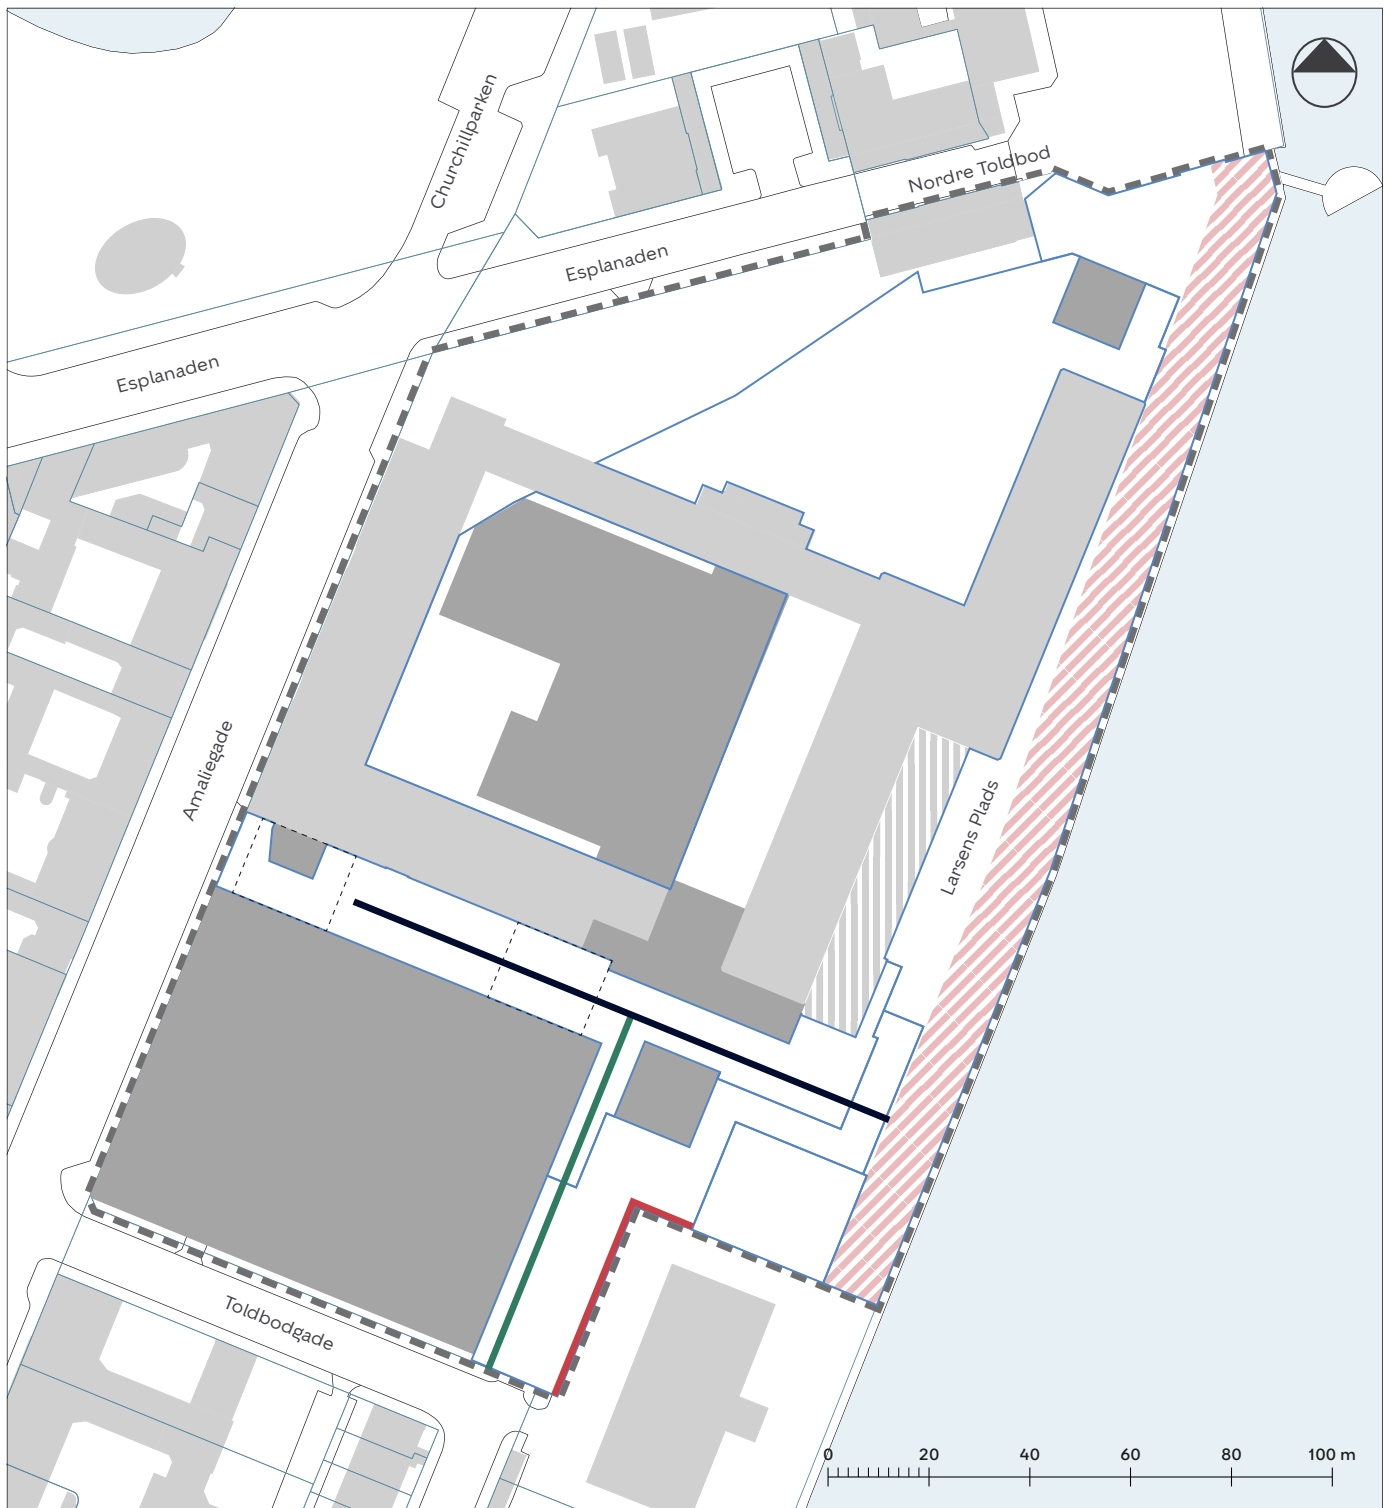 Churchillparken
Nordre Toldbod
Esplanaden
Esplanaden
Amaliegade
Larsens Plads
Toldbodgade
0 20 40 60 80 100 m